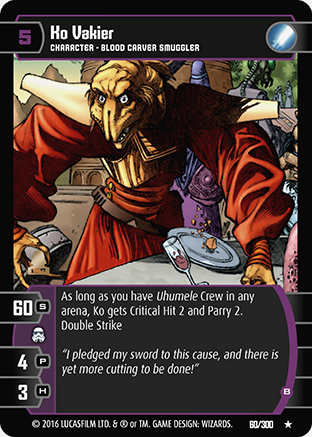 5 Ko Vakier
CHARACTER - BLOOD CARVER SMUGGLER
60 S
As long as you have Uhumele Crew in any
arena, Ko gets Critical Hit 2 and Parry 2.
Double Strike
4 P
3 H
“I pledged my sword to this cause, and there is
yet more cutting to be done!”
B
© 2016 LUCASFILM LTD. & ® or TM. GAME DESIGN: WIZARDS. 60/300 ★